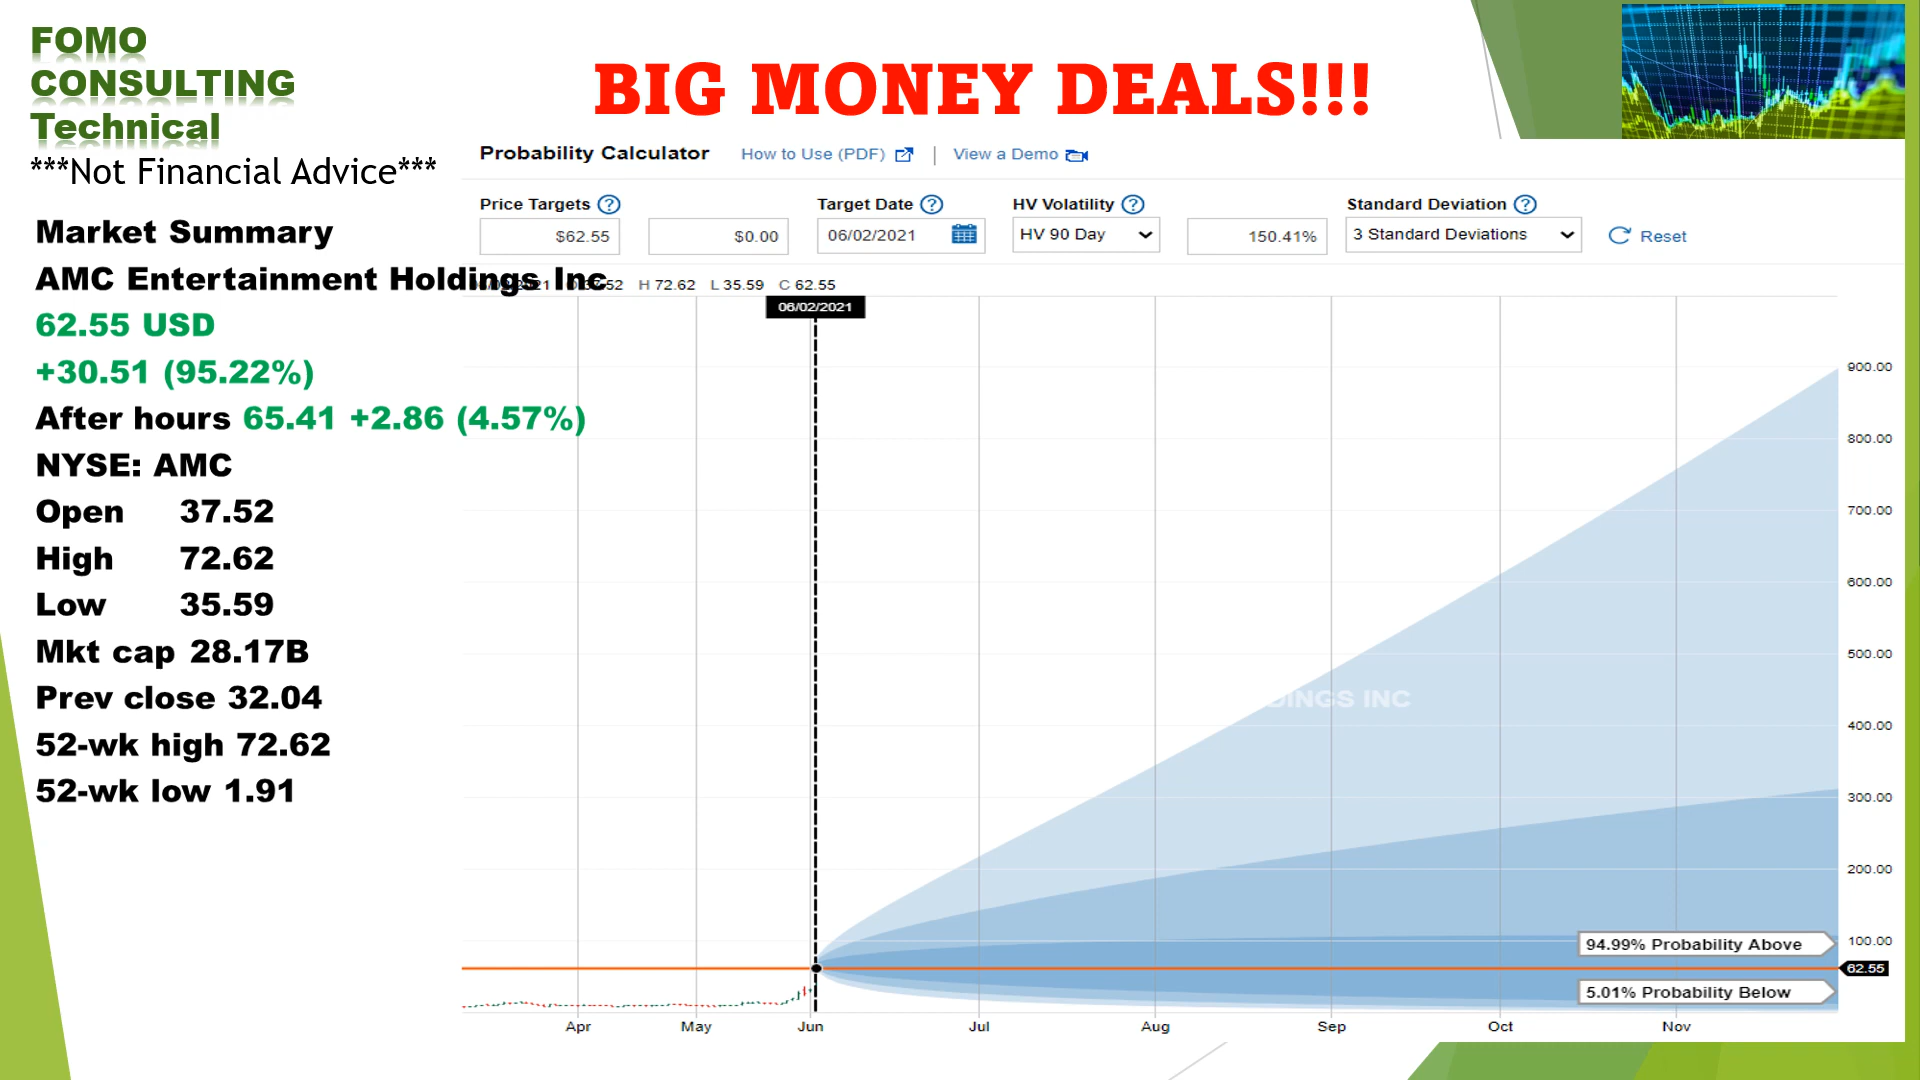 FOMO
CONSULTING
Technical
***Not Financial Advice***
BIG MONEY DEALS!!!
Market Summary
AMC Entertainment Holdings Inc
62.55 USD
+30.51 (95.22%)
After hours 65.41 +2.86 (4.57%)
NYSE: AMC
Open 37.52
High 72.62
Low 35.59
Mkt cap 28.17B
Prev close 32.04
52-wk high 72.62
52-wk low 1.91
Probability Calculator How to Use (PDF) | View a Demo
Price Targets ? Target Date ? HV Volatility ? Standard Deviation ?
$62.55 $0.00 06/02/2021 HV 90 Day 150.41% 3 Standard Deviations Reset
H 72.62 L 35.59 C 62.55
06/02/2021
900.00
800.00
700.00
600.00
500.00
DINGS INC
400.00
300.00
200.00
94.99% Probability Above
100.00
62.55
5.01% Probability Below
Apr May Jun Jul Aug Sep Oct Nov